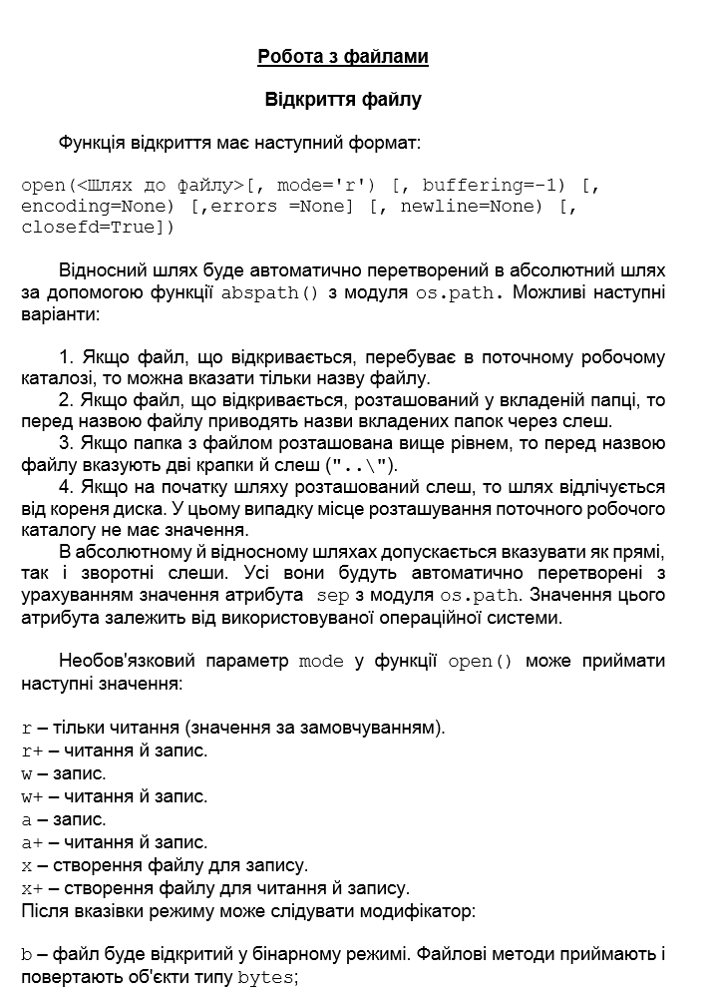 Робота з файлами
Відкриття файлу
Функція відкриття має наступний формат:
open(<Шлях до файлу>[, mode='r') [, buffering=-1) [,
encoding=None) [,errors =None] [, newline=None) [,
closefd=True])
Відносний шлях буде автоматично перетворений в абсолютний шлях
за допомогою функції abspath() з модуля os.path. Можливі наступні
варіанти:
1. Якщо файл, що відкривається, перебуває в поточному робочому
каталозі, то можна вказати тільки назву файлу.
2. Якщо файл, що відкривається, розташований у вкладеній папці, то
перед назвою файлу приводять назви вкладених папок через слеш.
3. Якщо папка з файлом розташована вище рівнем, то перед назвою
файлу вказують дві крапки й слеш ("..\").
4. Якщо на початку шляху розташований слеш, то шлях відлічується
від кореня диска. У цьому випадку місце розташування поточного робочого
каталогу не має значення.
В абсолютному й відносному шляхах допускається вказувати як прямі,
так і зворотні слеши. Усі вони будуть автоматично перетворені з
урахуванням значення атрибута sep з модуля os.path. Значення цього
атрибута залежить від використовуваної операційної системи.
Необов'язковий параметр mode у функції open() може приймати
наступні значення:
r – тільки читання (значення за замовчуванням).
r+ – читання й запис.
w – запис.
w+ – читання й запис.
a – запис.
a+ – читання й запис.
x – створення файлу для запису.
x+ – створення файлу для читання й запису.
Після вказівки режиму може слідувати модифікатор:
b – файл буде відкритий у бінарному режимі. Файлові методи приймають і
повертають об'єкти типу bytes;